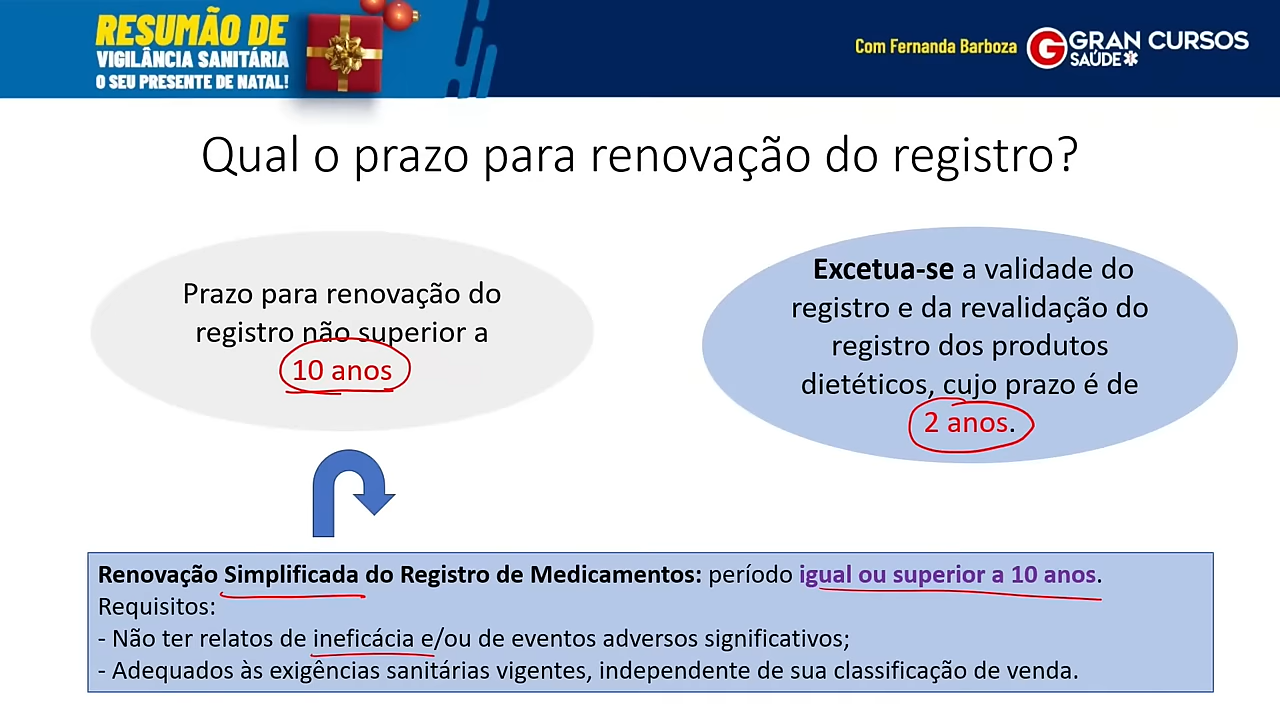 RESUMÃO DE
VIGILÂNCIA SANITÁRIA
O SEU PRESENTE DE NATAL!
Com Fernanda Barboza
G GRAN CURSOS
SAÚDE
Qual o prazo para renovação do registro?
Prazo para renovação do
registro não superior a
10 anos
Excetua-se a validade do
registro e da revalidação do
registro dos produtos
dietéticos, cujo prazo é de
2 anos.
Renovação Simplificada do Registro de Medicamentos: período igual ou superior a 10 anos.
Requisitos:
- Não ter relatos de ineficácia e/ou de eventos adversos significativos;
- Adequados às exigências sanitárias vigentes, independente de sua classificação de venda.